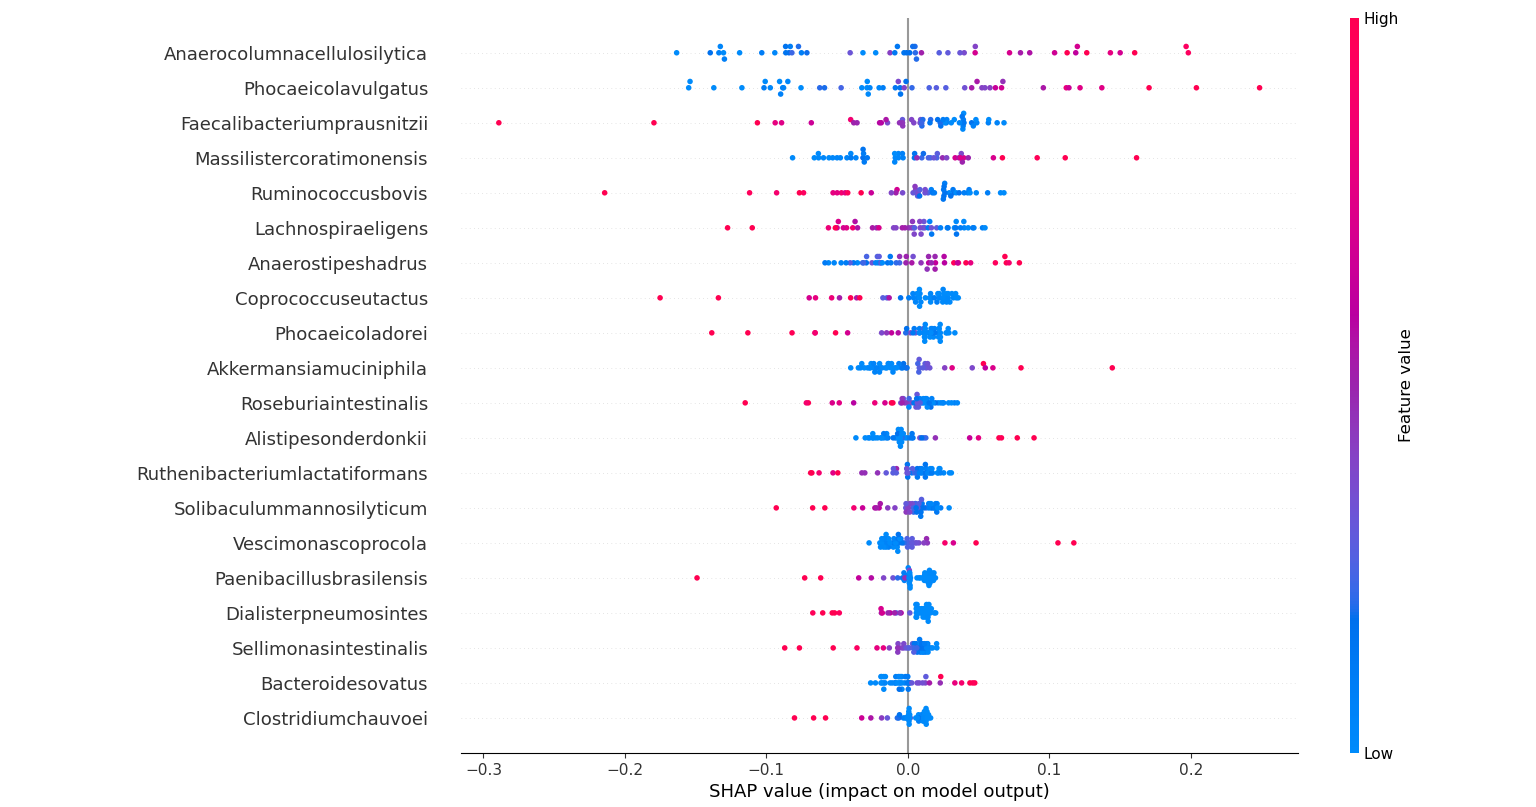 Anaerocolumnacellulosilytica
Phocaeicolavulgatus
Faecalibacteriumprausnitzii
Massilistercoratimonensis
Ruminococcusbovis
Lachnospiraeligens
Anaerostipeshadrus
Coprococcuseutactus
Phocaeicoladorei
Akkermansiamuciniphila
Roseburiaintestinalis
Alistipesonderdonkii
Ruthenibacteriumlactatiformans
Solibaculummannosilyticum
Vescimonascoprocola
Paenibacillusbrasilensis
Dialisterpneumosintes
Sellimonasintestinalis
Bacteroidesovatus
Clostridiumchauvoei
−0.3 −0.2 −0.1 0.0 0.1 0.2
SHAP value (impact on model output)
High
Feature value
Low